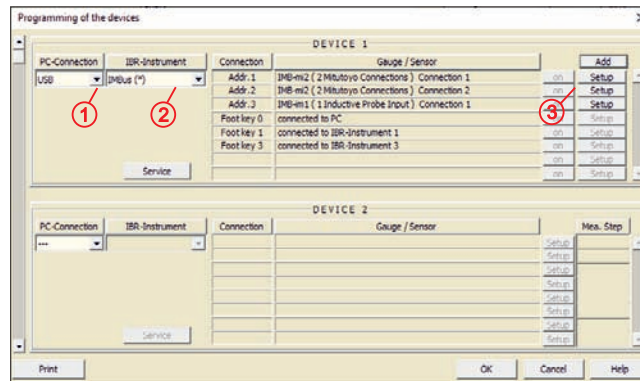 Programming of the devices
DEVICE 1
PC-Connection IBR-Instrument Connection Gauge / Sensor Add
USB IMBus (*) Addr.1 IMB-mi2 ( 2 Mitutoyo Connections ) Connection 1 on Setup
Addr.2 IMB-mi2 ( 2 Mitutoyo Connections ) Connection 2 on Setup
Addr.3 IMB-im1 ( 1 Inductive Probe Input ) Connection 1 on Setup
1 2 3
Foot key 0 connected to PC on Setup
Foot key 1 connected to IBR-Instrument 1 on Setup
Foot key 3 connected to IBR-Instrument 3 on Setup
Service on Setup
DEVICE 2
PC-Connection IBR-Instrument Connection Gauge / Sensor Mea. Step
--- Setup
Setup
Setup
Setup
Setup
Setup
Setup
Service Setup
Print OK Cancel Help